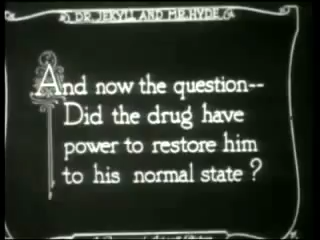 DR. JEKYLL AND MR. HYDE
And now the question--
Did the drug have
power to restore him
to his normal state?